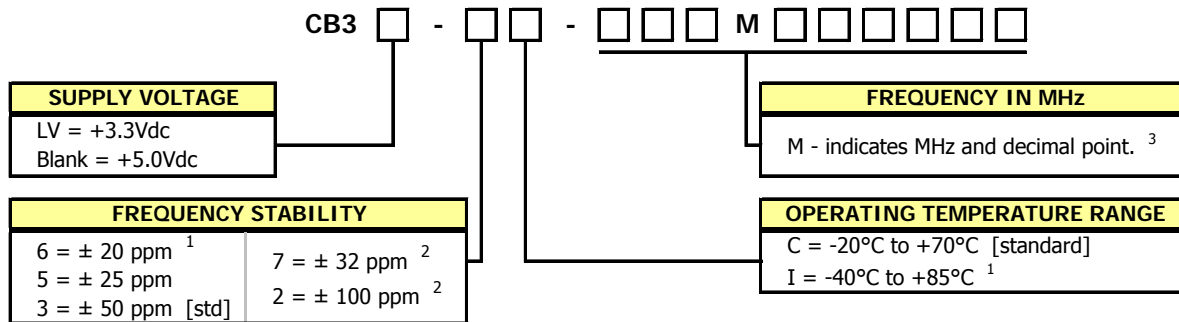 CB3 - - M
SUPPLY VOLTAGE
LV = +3.3Vdc
Blank = +5.0Vdc
FREQUENCY IN MHz
M - indicates MHz and decimal point. 3
FREQUENCY STABILITY
6 = ± 20 ppm 1
5 = ± 25 ppm
3 = ± 50 ppm [std]
7 = ± 32 ppm 2
2 = ± 100 ppm 2
OPERATING TEMPERATURE RANGE
C = -20°C to +70°C [standard]
I = -40°C to +85°C 1